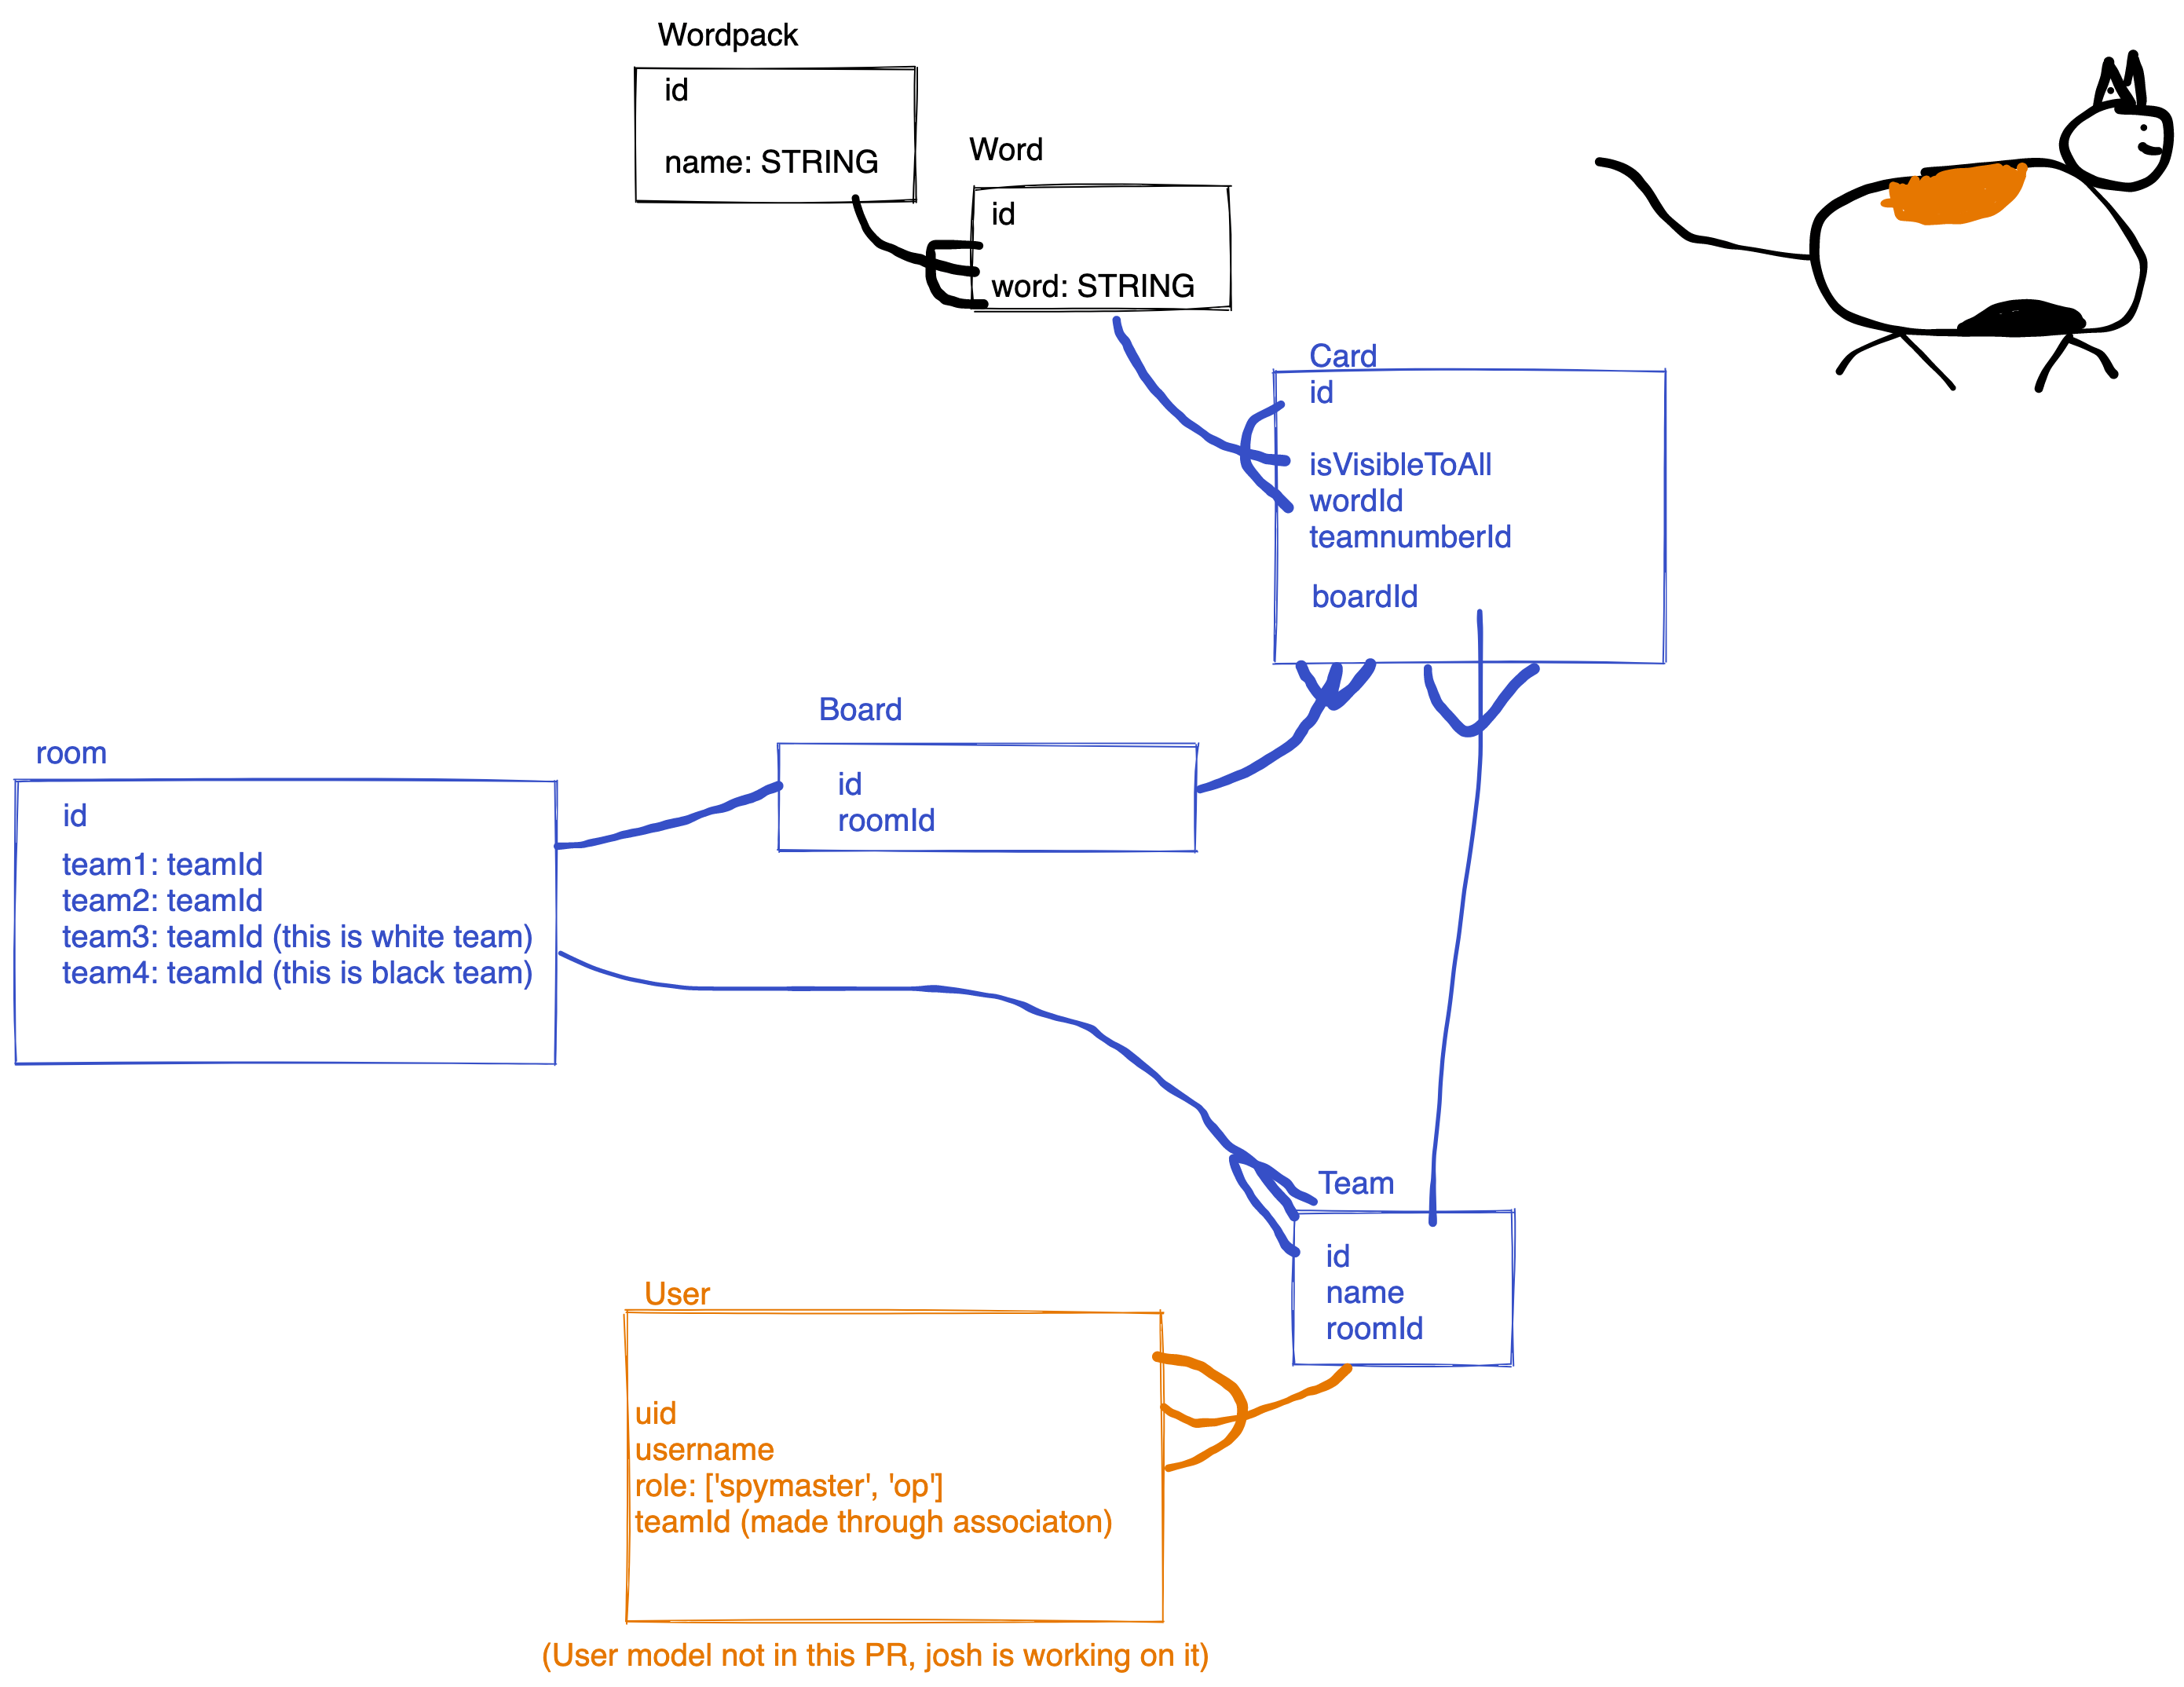 Wordpack
id
name: STRING
Word
id
word: STRING
Card
id
isVisibleToAll
wordId
teamnumberId
boardId
Board
id
roomId
room
id
team1: teamId
team2: teamId
team3: teamId (this is white team)
team4: teamId (this is black team)
Team
id
name
roomId
User
uid
username
role: ['spymaster', 'op']
teamId (made through associaton)
(User model not in this PR, josh is working on it)